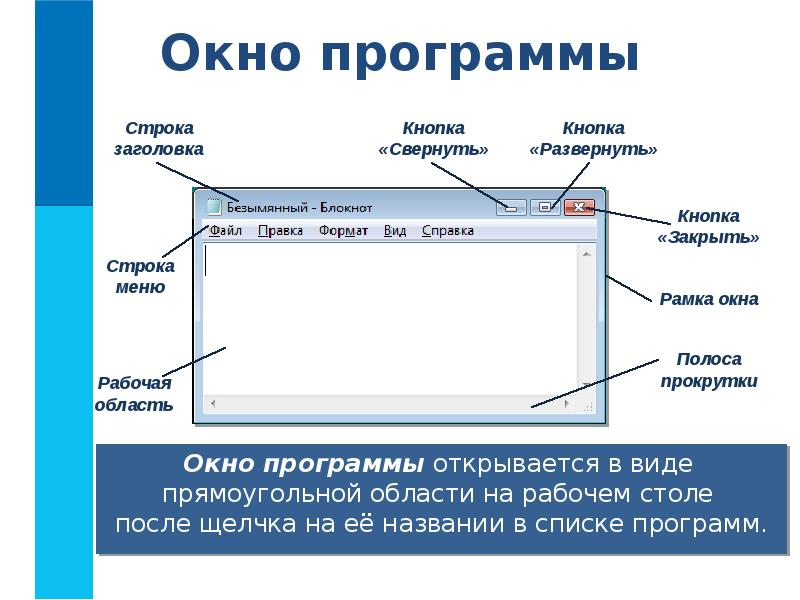 Окно программы
Строка
заголовка
Кнопка
«Свернуть»
Кнопка
«Развернуть»
Безымянный - Блокнот
Кнопка
«Закрыть»
Файл Правка Формат Вид Справка
Строка
меню
Рамка окна
Рабочая
область
Полоса
прокрутки
Окно программы открывается в виде
прямоугольной области на рабочем столе
после щелчка на её названии в списке программ.